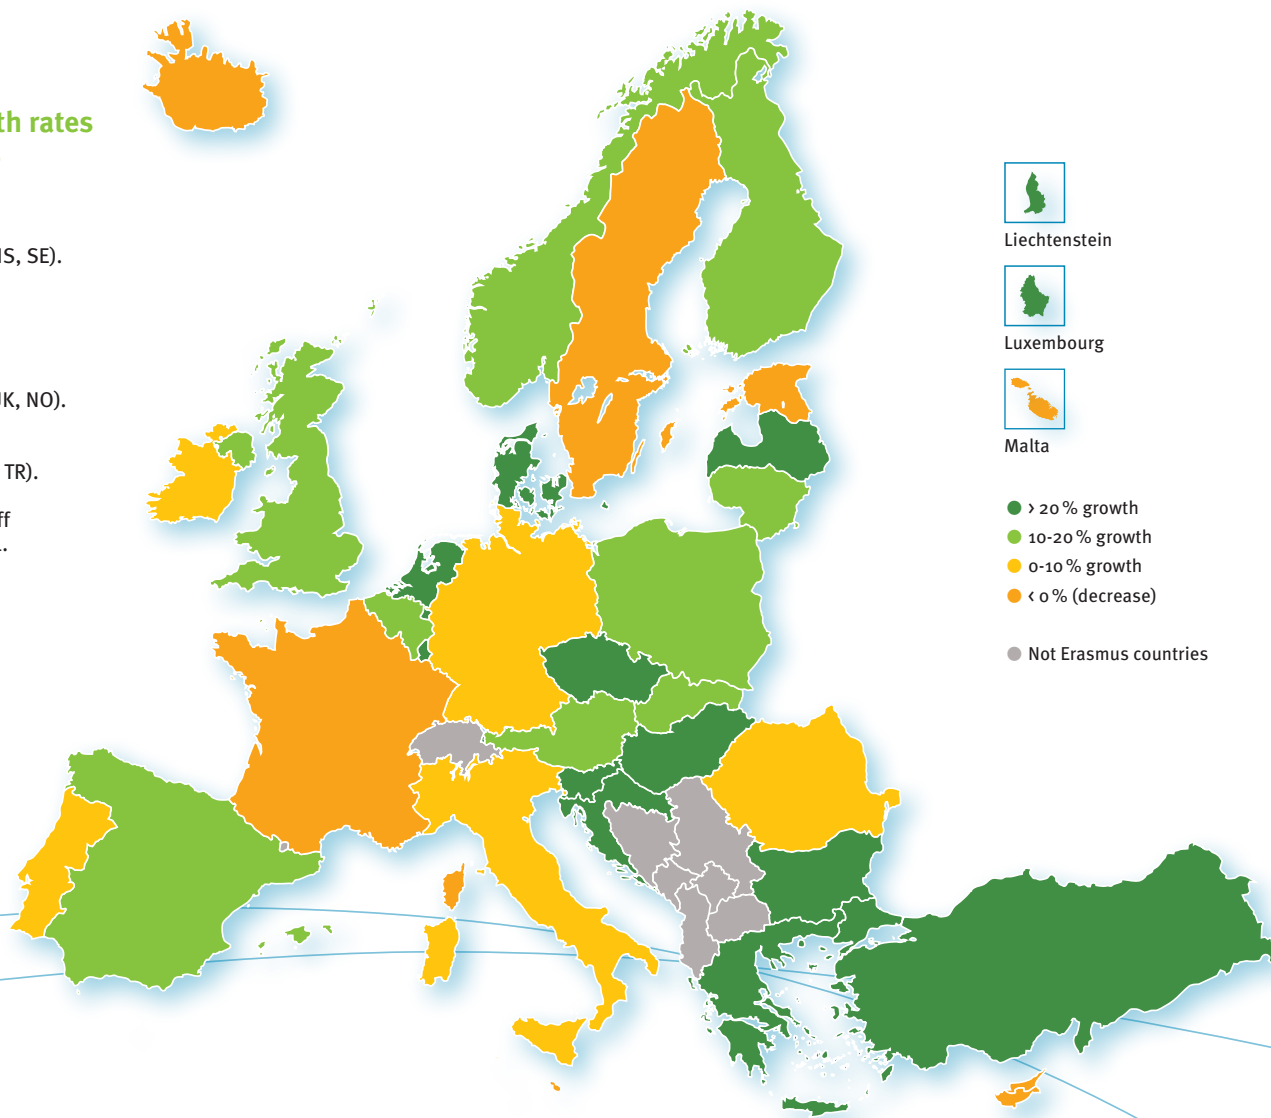 th rates
IS, SE).
JK, NO).
TR).
ff
Liechtenstein
Luxembourg
Malta
> 20 % growth
10-20 % growth
0-10 % growth
< 0 % (decrease)
Not Erasmus countries